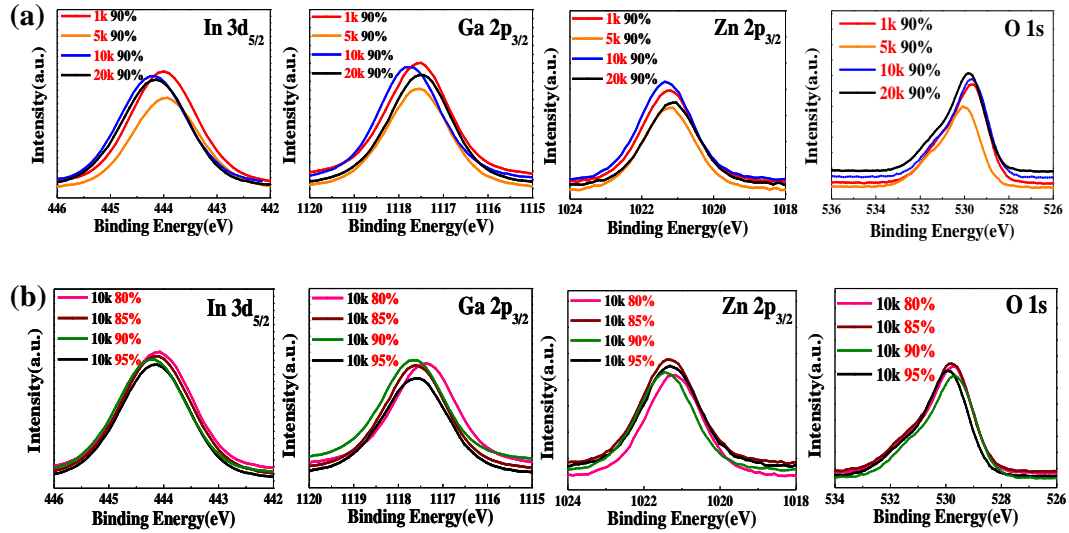 (a)
In 3d5/2
1k 90%
5k 90%
10k 90%
20k 90%
Intensity(a.u.)
446 445 444 443 442
Binding Energy(eV)
Ga 2p3/2
1k 90%
5k 90%
10k 90%
20k 90%
Intensity(a.u.)
1120 1119 1118 1117 1116 1115
Binding Energy(eV)
Zn 2p3/2
1k 90%
5k 90%
10k 90%
20k 90%
Intensity(a.u.)
1024 1022 1020 1018
Binding Energy(eV)
O 1s
1k 90%
5k 90%
10k 90%
20k 90%
Intensity(a.u.)
536 534 532 530 528 526
Binding Energy(eV)
(b)
In 3d5/2
10k 80%
10k 85%
10k 90%
10k 95%
Intensity(a.u.)
446 445 444 443 442
Binding Energy(eV)
Ga 2p3/2
10k 80%
10k 85%
10k 90%
10k 95%
Intensity(a.u.)
1120 1119 1118 1117 1116 1115
Binding Energy(eV)
Zn 2p3/2
10k 80%
10k 85%
10k 90%
10k 95%
Intensity(a.u.)
1024 1022 1020 1018
Binding Energy(eV)
O 1s
10k 80%
10k 85%
10k 90%
10k 95%
Intensity(a.u.)
534 532 530 528 526
Binding Energy(eV)